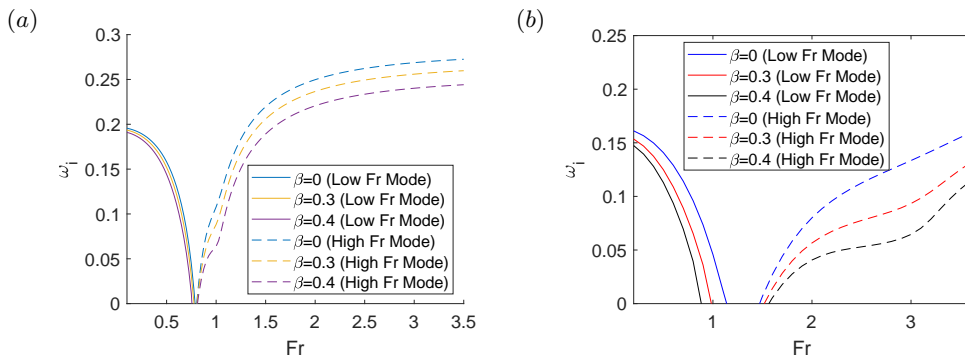 (a)
0.3
0.25
0.2
0.15
0.1
0.05
0
ω_i
0.5 1 1.5 2 2.5 3 3.5
Fr
β=0 (Low Fr Mode)
β=0.3 (Low Fr Mode)
β=0.4 (Low Fr Mode)
β=0 (High Fr Mode)
β=0.3 (High Fr Mode)
β=0.4 (High Fr Mode)
(b)
0.25
0.2
0.15
0.1
0.05
0
ω_i
1 2 3
Fr
β=0 (Low Fr Mode)
β=0.3 (Low Fr Mode)
β=0.4 (Low Fr Mode)
β=0 (High Fr Mode)
β=0.3 (High Fr Mode)
β=0.4 (High Fr Mode)